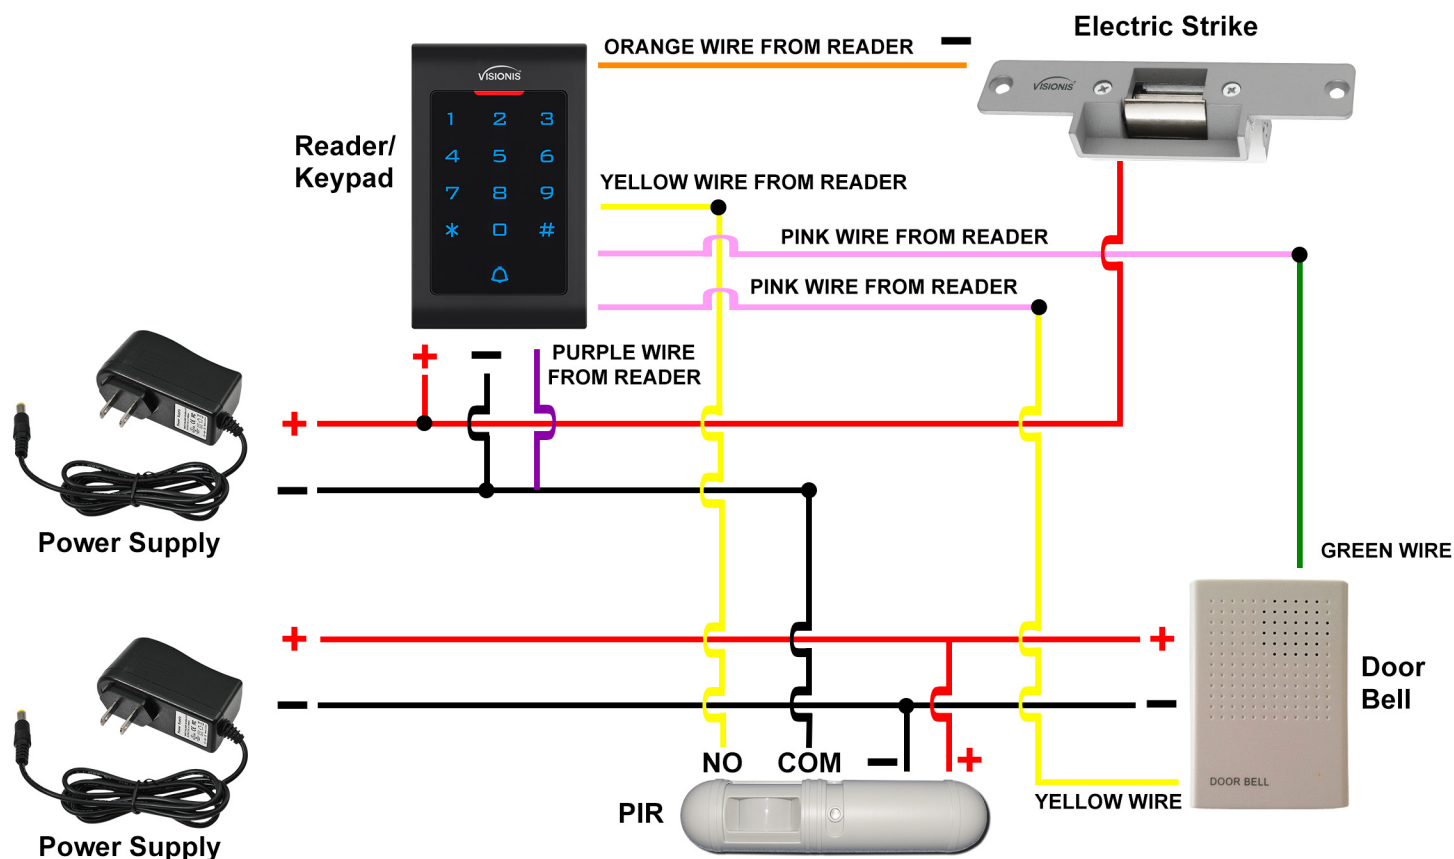 Electric Strike
ORANGE WIRE FROM READER
−
VISIONIS
VISIONIS
Reader/
Keypad
1 2 3
4 5 6
7 8 9
* 0 #
YELLOW WIRE FROM READER
PINK WIRE FROM READER
PINK WIRE FROM READER
+ −
PURPLE WIRE
FROM READER
+
−
Power Supply
GREEN WIRE
+ +
− −
Door
Bell
DOOR BELL
NO COM − +
YELLOW WIRE
PIR
Power Supply